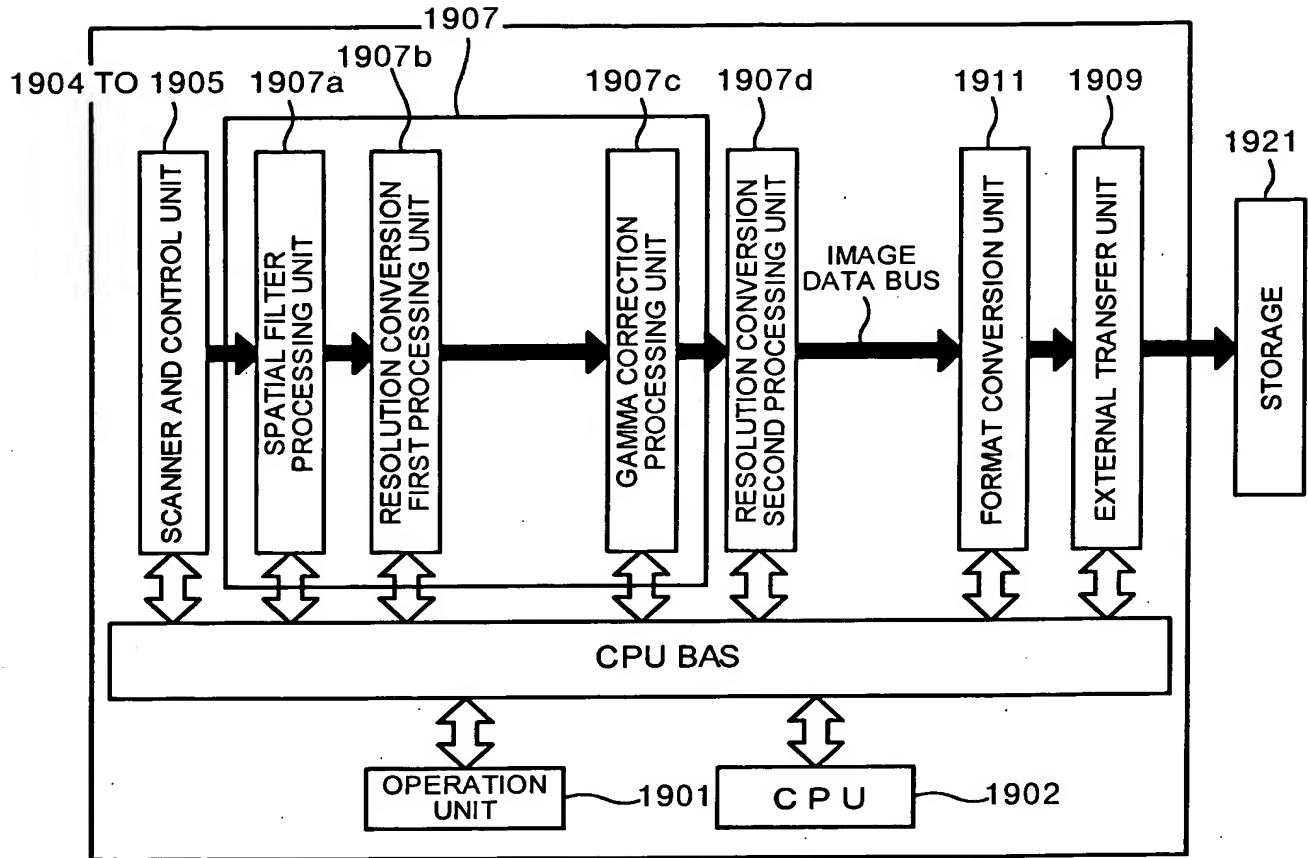 1907
1907b
1904 TO 1905
1907a
1907c
1907d
1911
1909
1921
SCANNER AND CONTROL UNIT
SPATIAL FILTER
PROCESSING UNIT
RESOLUTION CONVERSION
FIRST PROCESSING UNIT
GAMMA CORRECTION
PROCESSING UNIT
RESOLUTION CONVERSION
SECOND PROCESSING UNIT
IMAGE
DATA BUS
FORMAT CONVERSION UNIT
EXTERNAL TRANSFER UNIT
STORAGE
CPU BAS
OPERATION
UNIT
1901
CPU
1902